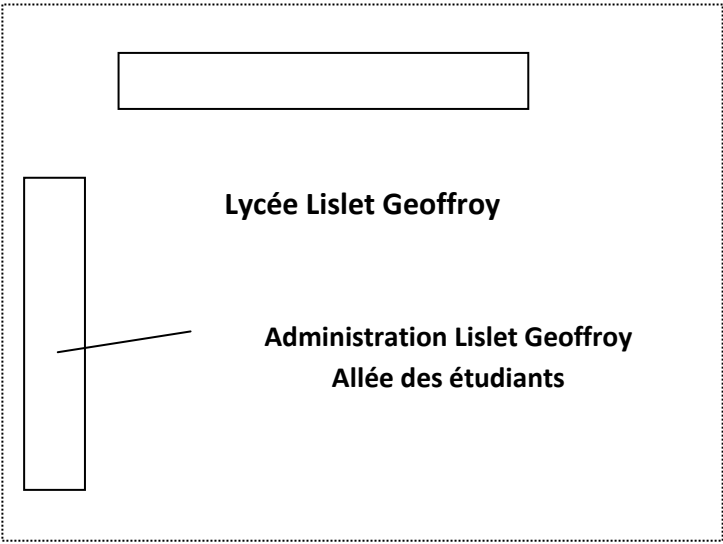 Lycée Lislet Geoffroy
Administration Lislet Geoffroy
Allée des étudiants